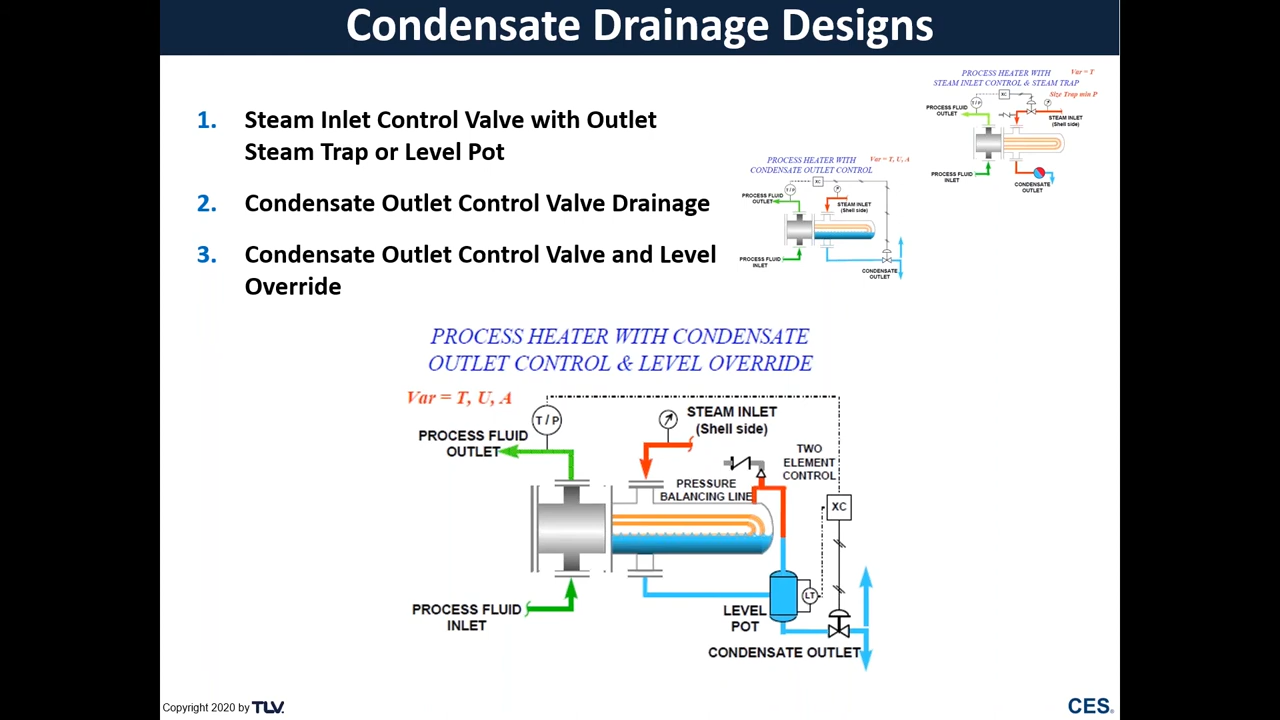 Condensate Drainage Designs
1. Steam Inlet Control Valve with Outlet
Steam Trap or Level Pot
2. Condensate Outlet Control Valve Drainage
3. Condensate Outlet Control Valve and Level
Override
PROCESS HEATER WITH
STEAM INLET CONTROL & STEAM TRAP
Var = T
Size Trap min P
XC
T / P
PROCESS FLUID
OUTLET
STEAM INLET
(Shell side)
PROCESS FLUID
INLET
CONDENSATE
OUTLET
PROCESS HEATER WITH
CONDENSATE OUTLET CONTROL
Var = T, U, A
XC
T / P
PROCESS FLUID
OUTLET
STEAM INLET
(Shell side)
PROCESS FLUID
INLET
CONDENSATE
OUTLET
PROCESS HEATER WITH CONDENSATE
OUTLET CONTROL & LEVEL OVERRIDE
Var = T, U, A
T / P
STEAM INLET
(Shell side)
PROCESS FLUID
OUTLET
TWO
ELEMENT
CONTROL
PRESSURE
BALANCING LINE
XC
LT
PROCESS FLUID
INLET
LEVEL
POT
CONDENSATE OUTLET
Copyright 2020 by TLV.
CES